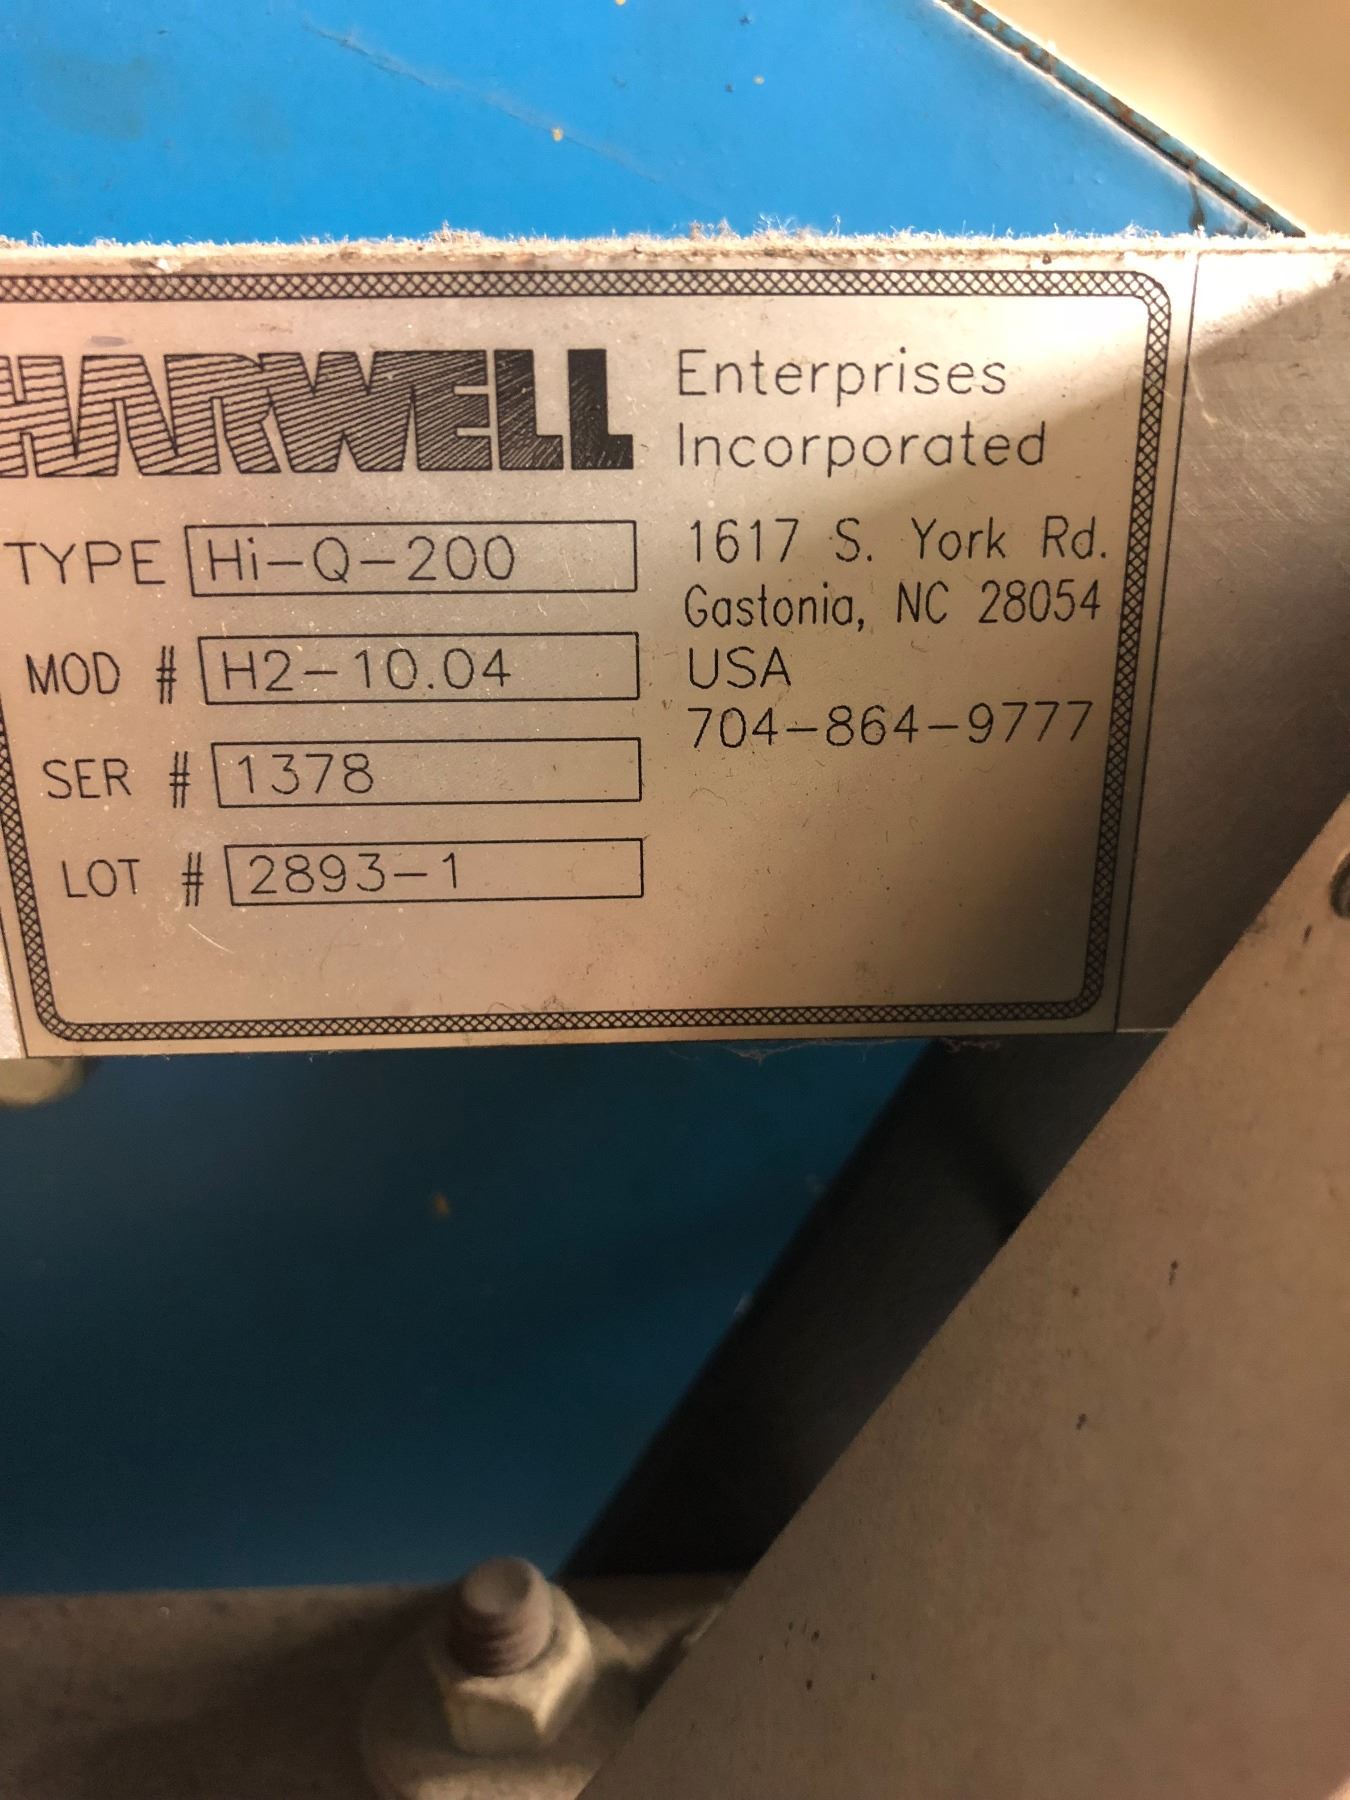 HARWELL Enterprises
Incorporated
TYPE Hi-Q-200
MOD # H2-10.04
SER # 1378
LOT # 2893-1
1617 S. York Rd.
Gastonia, NC 28054
USA
704-864-9777